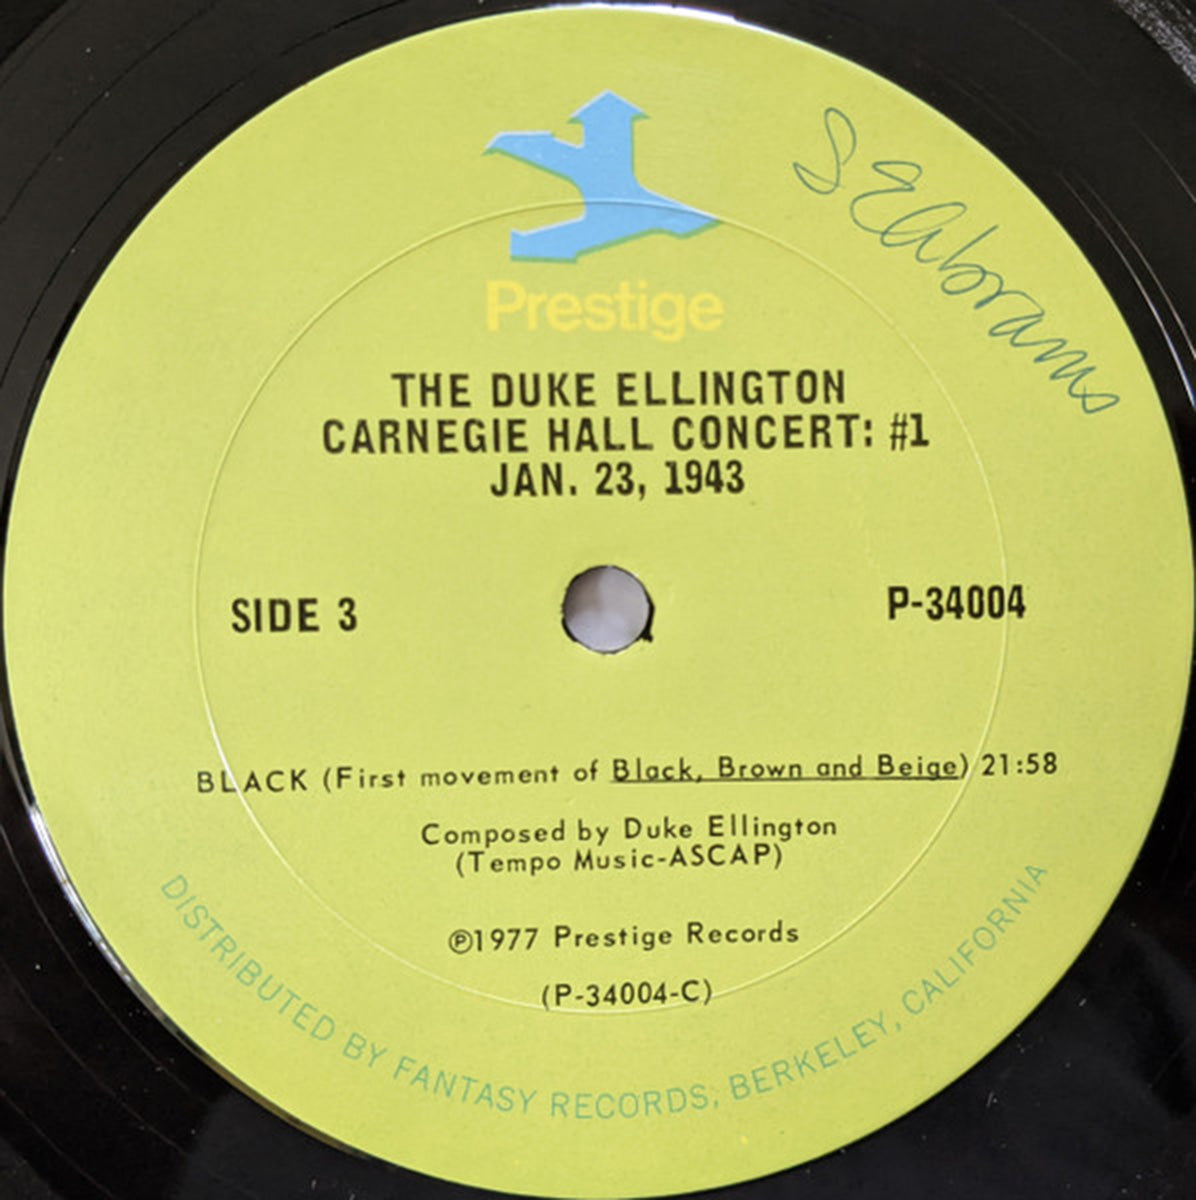 Seabrams
Prestige
THE DUKE ELLINGTON
CARNEGIE HALL CONCERT: #1
JAN. 23, 1943
SIDE 3
P-34004
BLACK (First movement of Black, Brown and Beige) 21:58
Composed by Duke Ellington
(Tempo Music-ASCAP)
℗1977 Prestige Records
(P-34004-C)
DISTRIBUTED BY FANTASY RECORDS, BERKELEY, CALIFORNIA